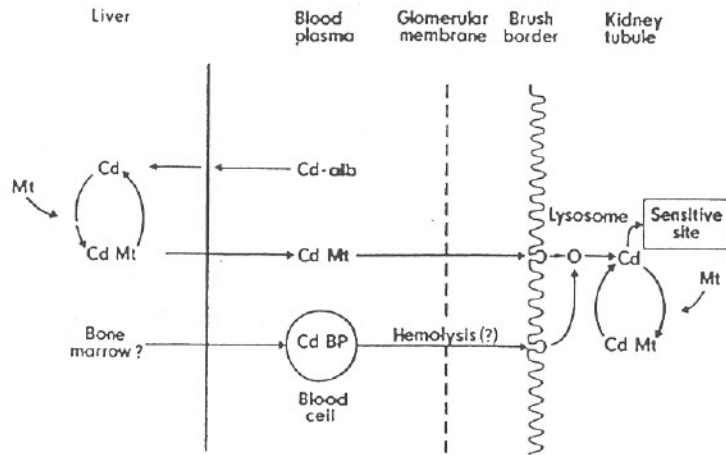 Liver
Blood
plasma
Glomerular
membrane
Brush
border
Kidney
tubule
Cd
Cd-alb
Mt
Lysosome
Sensitive
site
Cd Mt
Cd Mt
O
Cd
Mt
Bone
marrow?
Cd BP
Hemolysis(?)
Cd Mt
Blood
cell